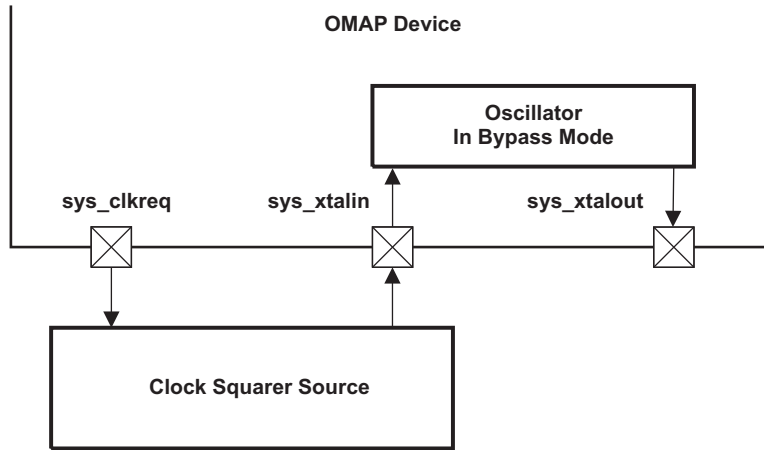 OMAP Device
Oscillator
In Bypass Mode
sys_clkreq
sys_xtalin
sys_xtalout
Clock Squarer Source